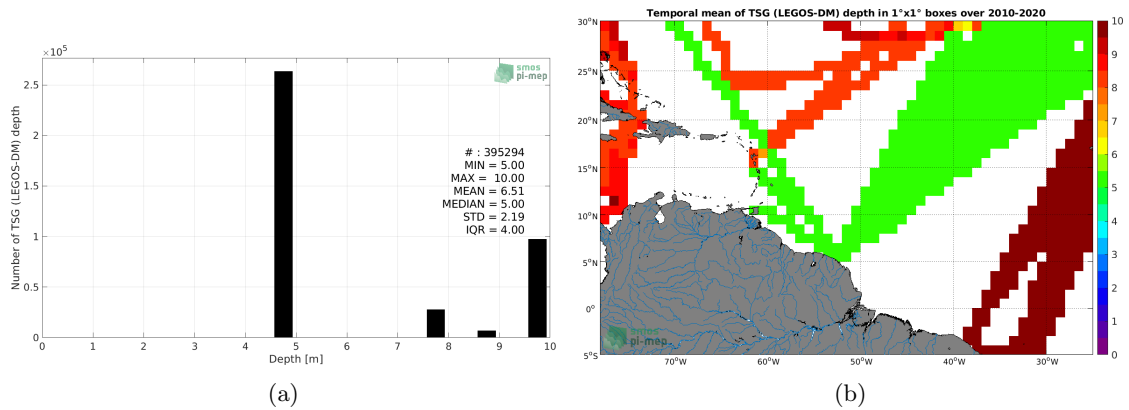 ×10⁵
2.5
2
1.5
1
0.5
0
Number of TSG (LEGOS-DM) depth
smos
pi-mep
# : 395294
MIN = 5.00
MAX = 10.00
MEAN = 6.51
MEDIAN = 5.00
STD = 2.19
IQR = 4.00
0 1 2 3 4 5 6 7 8 9 10
Depth [m]
(a)
Temporal mean of TSG (LEGOS-DM) depth in 1°x1° boxes over 2010-2020
30°N
25°N
20°N
15°N
10°N
5°N
0°
5°S
70°W 60°W 50°W 40°W 30°W
smos
pi-mep
10
9
8
7
6
5
4
3
2
1
0
(b)